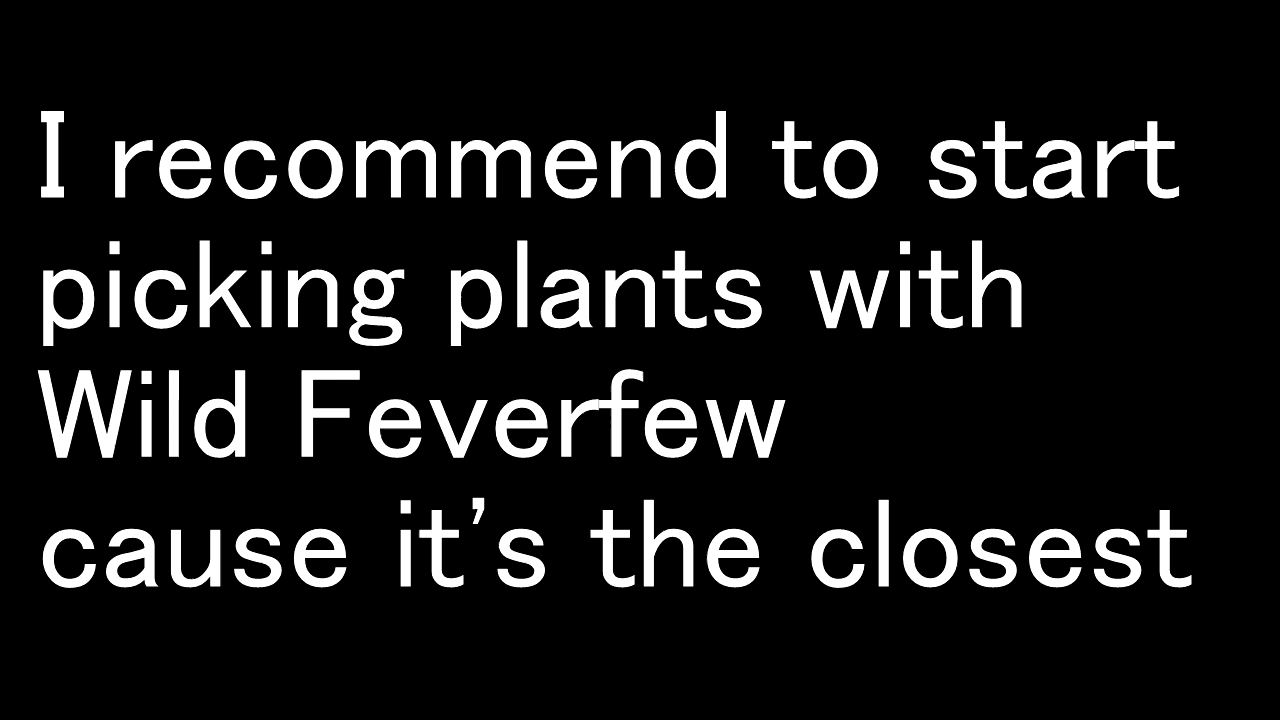 I recommend to start
picking plants with
Wild Feverfew
cause it's the closest